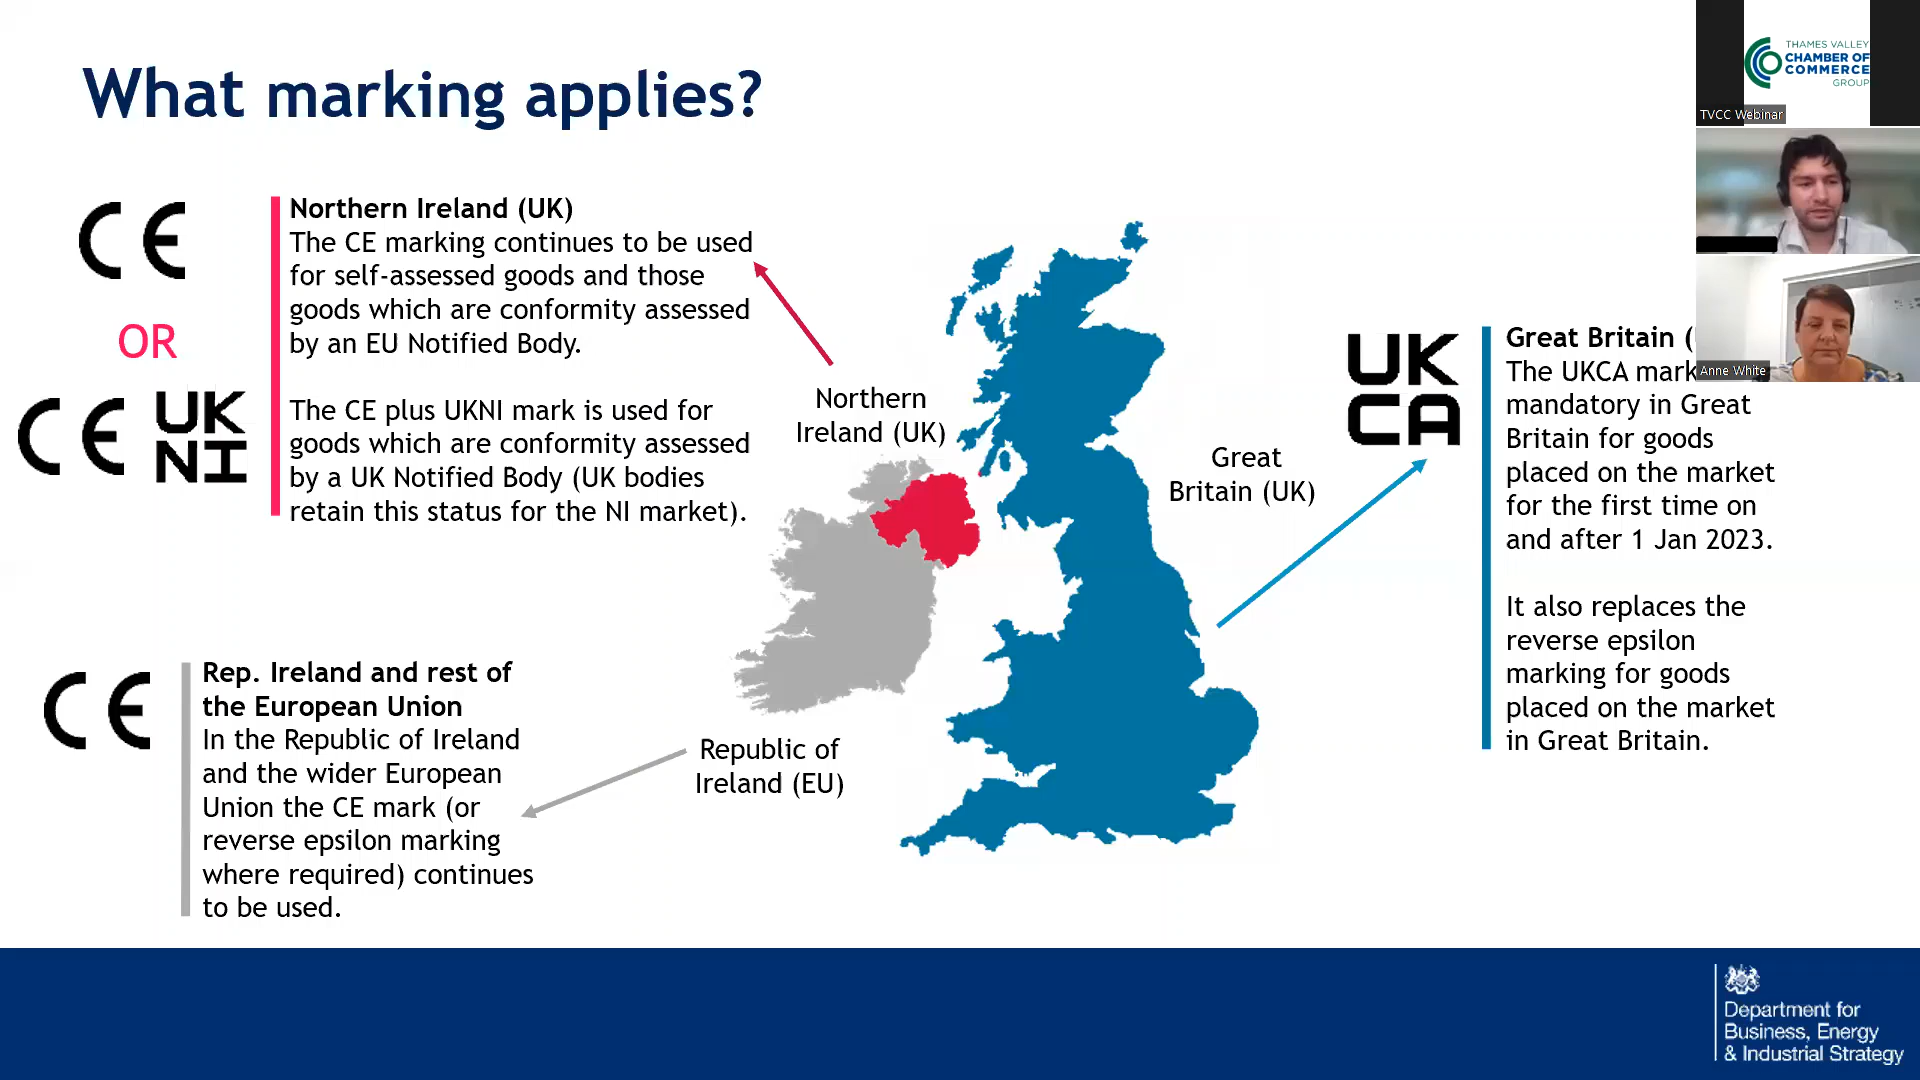 What marking applies?
CE
OR
CE UK
NI
Northern Ireland (UK)
The CE marking continues to be used
for self-assessed goods and those
goods which are conformity assessed
by an EU Notified Body.
The CE plus UKNI mark is used for
goods which are conformity assessed
by a UK Notified Body (UK bodies
retain this status for the NI market).
CE
Rep. Ireland and rest of
the European Union
In the Republic of Ireland
and the wider European
Union the CE mark (or
reverse epsilon marking
where required) continues
to be used.
Northern
Ireland (UK)
Republic of
Ireland (EU)
Great
Britain (UK)
UK
CA
Great Britain (
The UKCA mark
mandatory in Great
Britain for goods
placed on the market
for the first time on
and after 1 Jan 2023.
It also replaces the
reverse epsilon
marking for goods
placed on the market
in Great Britain.
THAMES VALLEY
CHAMBER OF
COMMERCE
GROUP
TVCC Webinar
Anne White
Department for
Business, Energy
& Industrial Strategy